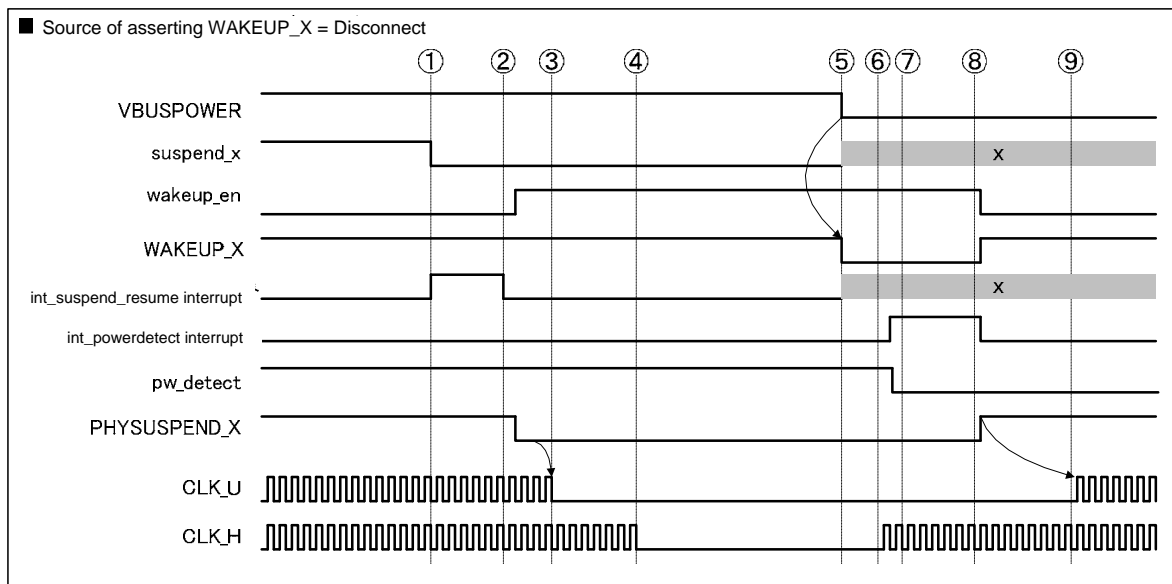 ■ Source of asserting WAKEUP_X = Disconnect
① ② ③ ④ ⑤ ⑥ ⑦ ⑧ ⑨
VBUSPOWER
suspend_x x
wakeup_en
WAKEUP_X
int_suspend_resume interrupt x
int_powerdetect interrupt
pw_detect
PHYSUSPEND_X
CLK_U
CLK_H